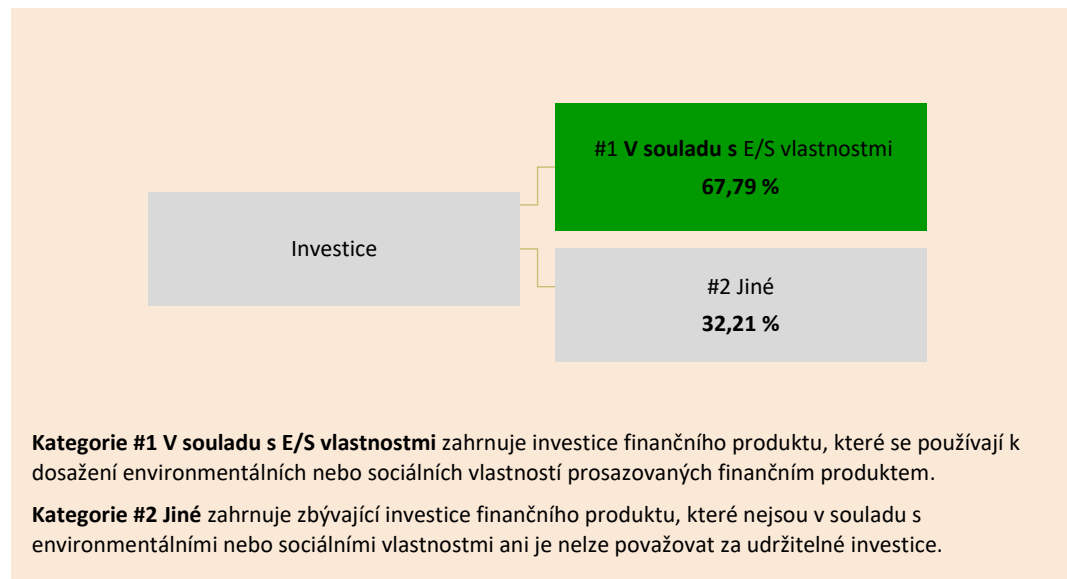 #1 V souladu s E/S vlastnostmi
67,79 %
Investice
#2 Jiné
32,21 %
Kategorie #1 V souladu s E/S vlastnostmi zahrnuje investice finančního produktu, které se používají k
dosažení environmentálních nebo sociálních vlastností prosazovaných finančním produktem.
Kategorie #2 Jiné zahrnuje zbývající investice finančního produktu, které nejsou v souladu s
environmentálními nebo sociálními vlastnostmi ani je nelze považovat za udržitelné investice.